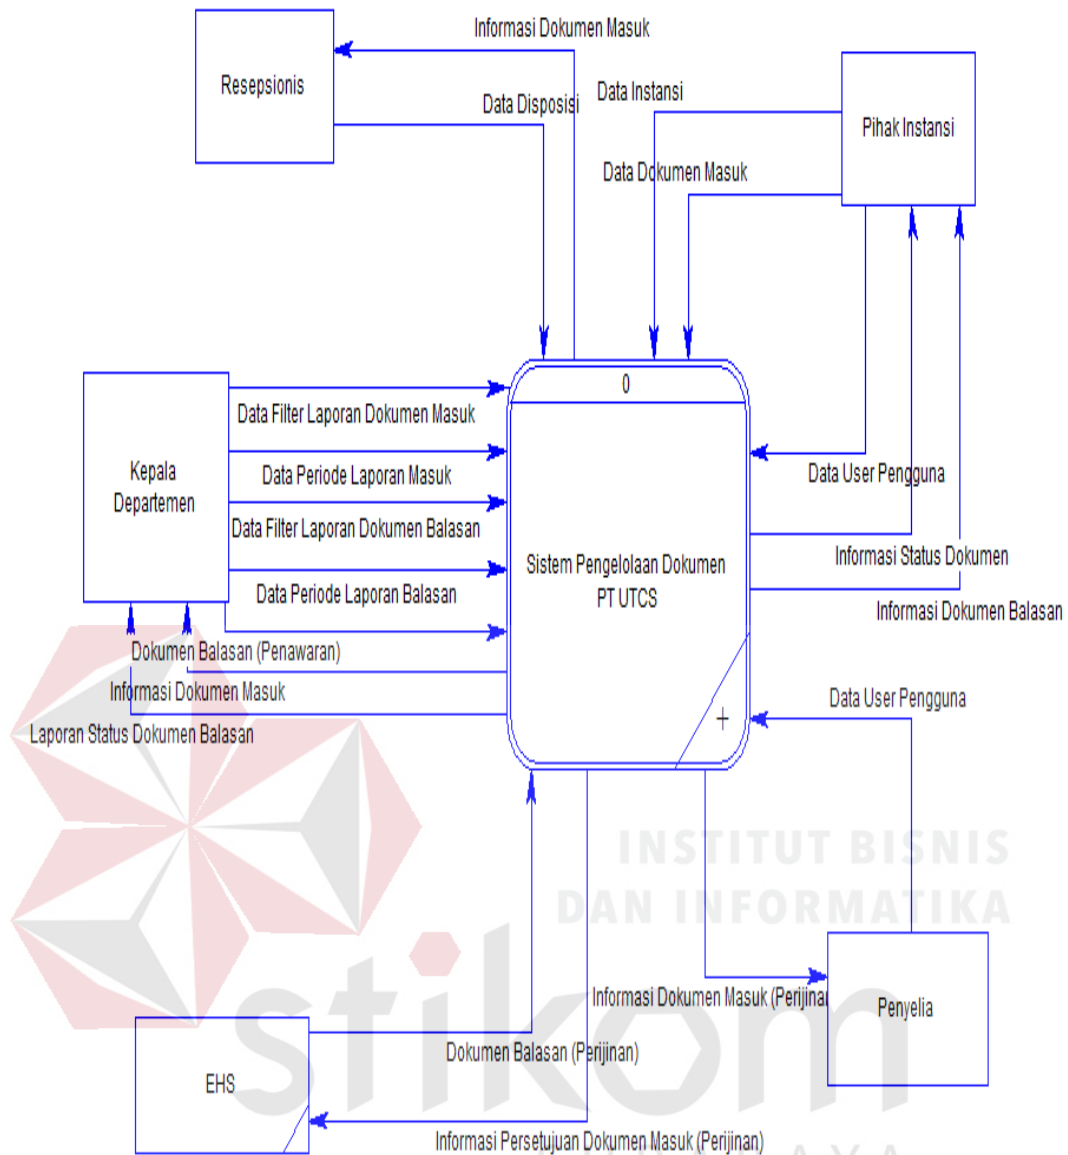 Informasi Dokumen Masuk
Resepsionis
Data Disposisi
Data Instansi
Pihak Instansi
Data Dokumen Masuk
0
Data Filter Laporan Dokumen Masuk
Kepala
Departemen
Data Periode Laporan Masuk
Data User Pengguna
Data Filter Laporan Dokumen Balasan
Sistem Pengelolaan Dokumen
PT UTCS
Informasi Status Dokumen
Data Periode Laporan Balasan
Informasi Dokumen Balasan
Dokumen Balasan (Penawaran)
Informasi Dokumen Masuk
Data User Pengguna
Laporan Status Dokumen Balasan
+
INSTITUT BISNIS
DAN INFORMATIKA
stikom
Informasi Dokumen Masuk (Perijinan
Penyelia
Dokumen Balasan (Perijinan)
EHS
Informasi Persetujuan Dokumen Masuk (Perijinan)